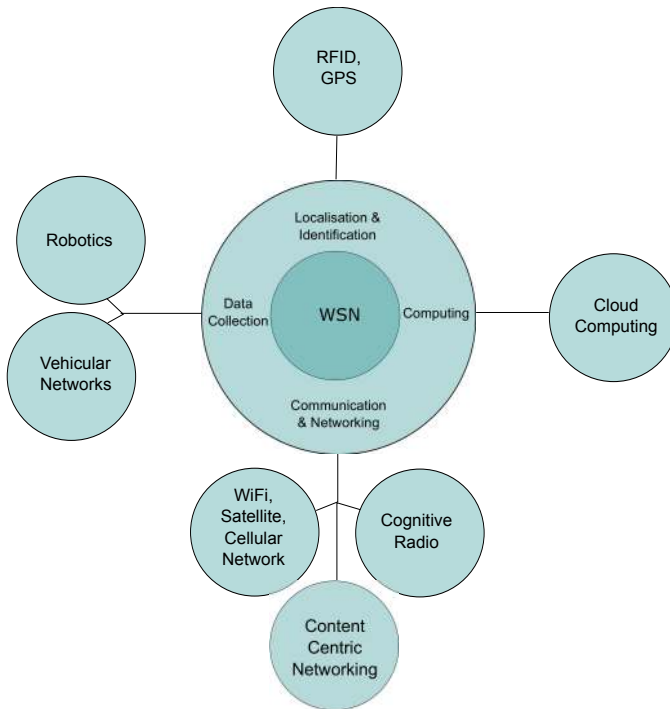 RFID,
GPS
Localisation &
Identification
Robotics
Data
Collection
WSN
Computing
Cloud
Computing
Vehicular
Networks
Communication
& Networking
WiFi,
Satellite,
Cellular
Network
Cognitive
Radio
Content
Centric
Networking